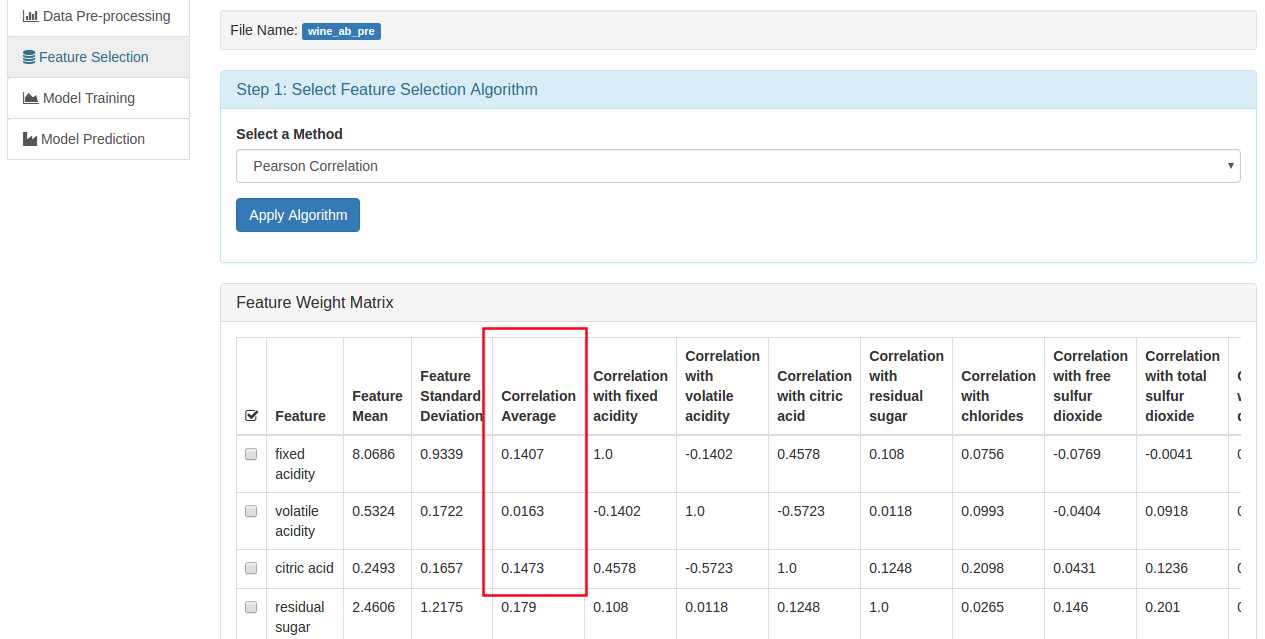 Data Pre-processing
Feature Selection
Model Training
Model Prediction
File Name: wine_ab_pre
Step 1: Select Feature Selection Algorithm
Select a Method
Pearson Correlation
Apply Algorithm
Feature Weight Matrix
Feature
Feature Mean
Feature Standard Deviation
Correlation Average
Correlation with fixed acidity
Correlation with volatile acidity
Correlation with citric acid
Correlation with residual sugar
Correlation with chlorides
Correlation with free sulfur dioxide
Correlation with total sulfur dioxide
fixed acidity 8.0686 0.9339 0.1407 1.0 -0.1402 0.4578 0.108 0.0756 -0.0769 -0.0041
volatile acidity 0.5324 0.1722 0.0163 -0.1402 1.0 -0.5723 0.0118 0.0993 -0.0404 0.0918
citric acid 0.2493 0.1657 0.1473 0.4578 -0.5723 1.0 0.1248 0.2098 0.0431 0.1236
residual sugar 2.4606 1.2175 0.179 0.108 0.0118 0.1248 1.0 0.0265 0.146 0.201